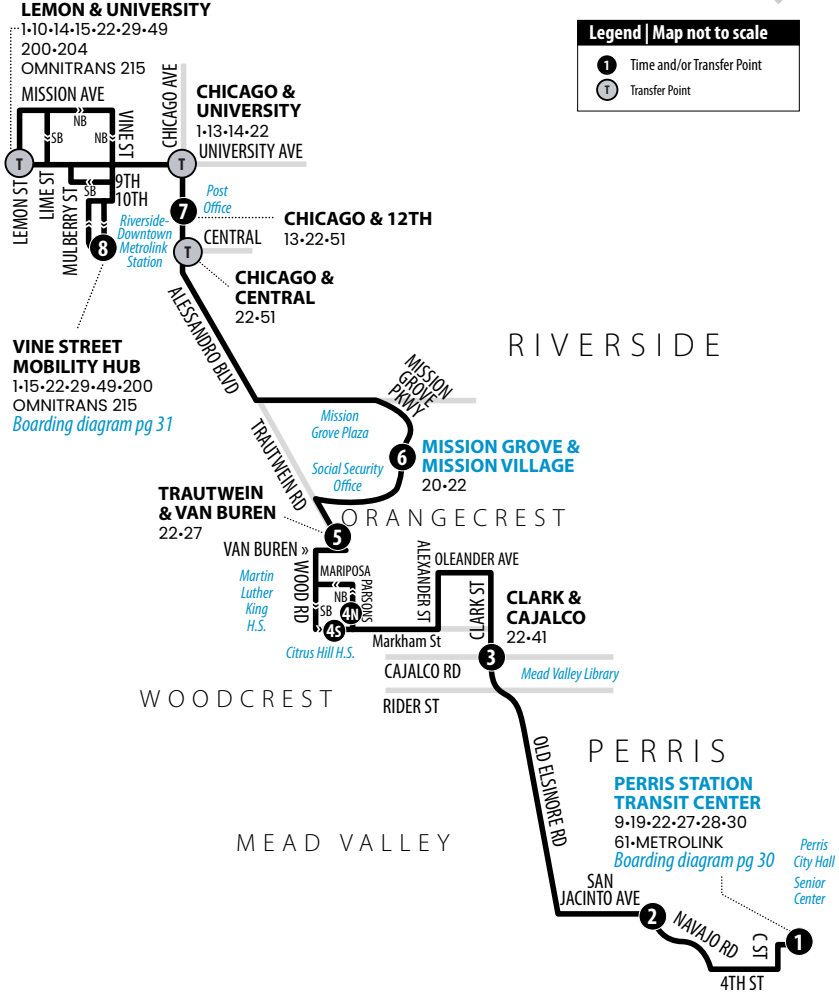 LEMON & UNIVERSITY
1•10•14•15•22•29•49
200•204
OMNITRANS 215
Legend | Map not to scale
1 Time and/or Transfer Point
T Transfer Point
MISSION AVE
CHICAGO AVE
CHICAGO &
UNIVERSITY
1•13•14•22
UNIVERSITY AVE
NB
SB
NB
VINE ST
T
T
LEMON ST
LIME ST
MULBERRY ST
SB
9TH
10TH
Post
Office
7
CHICAGO & 12TH
13•22•51
Riverside-
Downtown
Metrolink
Station
8
T
CENTRAL
CHICAGO &
CENTRAL
22•51
ALESSANDRO BLVD
VINE STREET
MOBILITY HUB
1•15•22•29•49•200
OMNITRANS 215
Boarding diagram pg 31
RIVERSIDE
MISSION
GROVE
PKWY
Mission
Grove Plaza
TRAUTWEIN RD
6
MISSION GROVE &
MISSION VILLAGE
20•22
Social Security
Office
TRAUTWEIN
& VAN BUREN
22•27
ORANGECREST
5
VAN BUREN »
WOOD RD
MARIPOSA
PARSONS
NB
SB
4N
4S
Martin
Luther
King
H.S.
Citrus Hill H.S.
ALEXANDER ST
OLEANDER AVE
CLARK ST
CLARK &
CAJALCO
22•41
Markham St
3
CAJALCO RD
Mead Valley Library
WOODCREST
RIDER ST
OLD ELSINORE RD
PERRIS
PERRIS STATION
TRANSIT CENTER
9•19•22•27•28•30
61•METROLINK
Boarding diagram pg 30
MEAD VALLEY
Perris
City Hall
Senior
Center
SAN
JACINTO AVE
2
NAVAJO RD
C ST
1
4TH ST